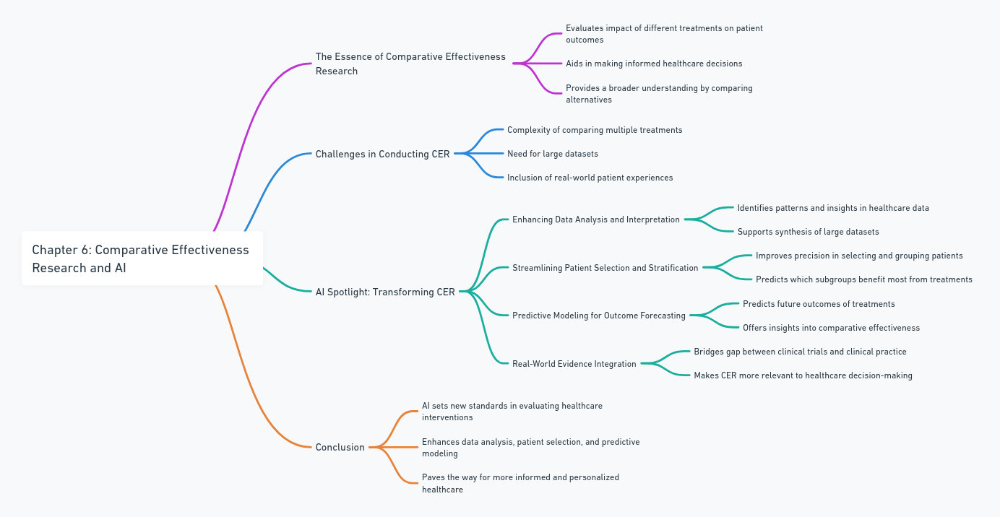 Chapter 6: Comparative Effectiveness
Research and AI
The Essence of Comparative Effectiveness
Research
Evaluates impact of different treatments on patient
outcomes
Aids in making informed healthcare decisions
Provides a broader understanding by comparing
alternatives
Challenges in Conducting CER
Complexity of comparing multiple treatments
Need for large datasets
Inclusion of real-world patient experiences
AI Spotlight: Transforming CER
Enhancing Data Analysis and Interpretation
Identifies patterns and insights in healthcare data
Supports synthesis of large datasets
Streamlining Patient Selection and Stratification
Improves precision in selecting and grouping patients
Predicts which subgroups benefit most from treatments
Predictive Modeling for Outcome Forecasting
Predicts future outcomes of treatments
Offers insights into comparative effectiveness
Real-World Evidence Integration
Bridges gap between clinical trials and clinical practice
Makes CER more relevant to healthcare decision-making
Conclusion
AI sets new standards in evaluating healthcare
interventions
Enhances data analysis, patient selection, and predictive
modeling
Paves the way for more informed and personalized
healthcare